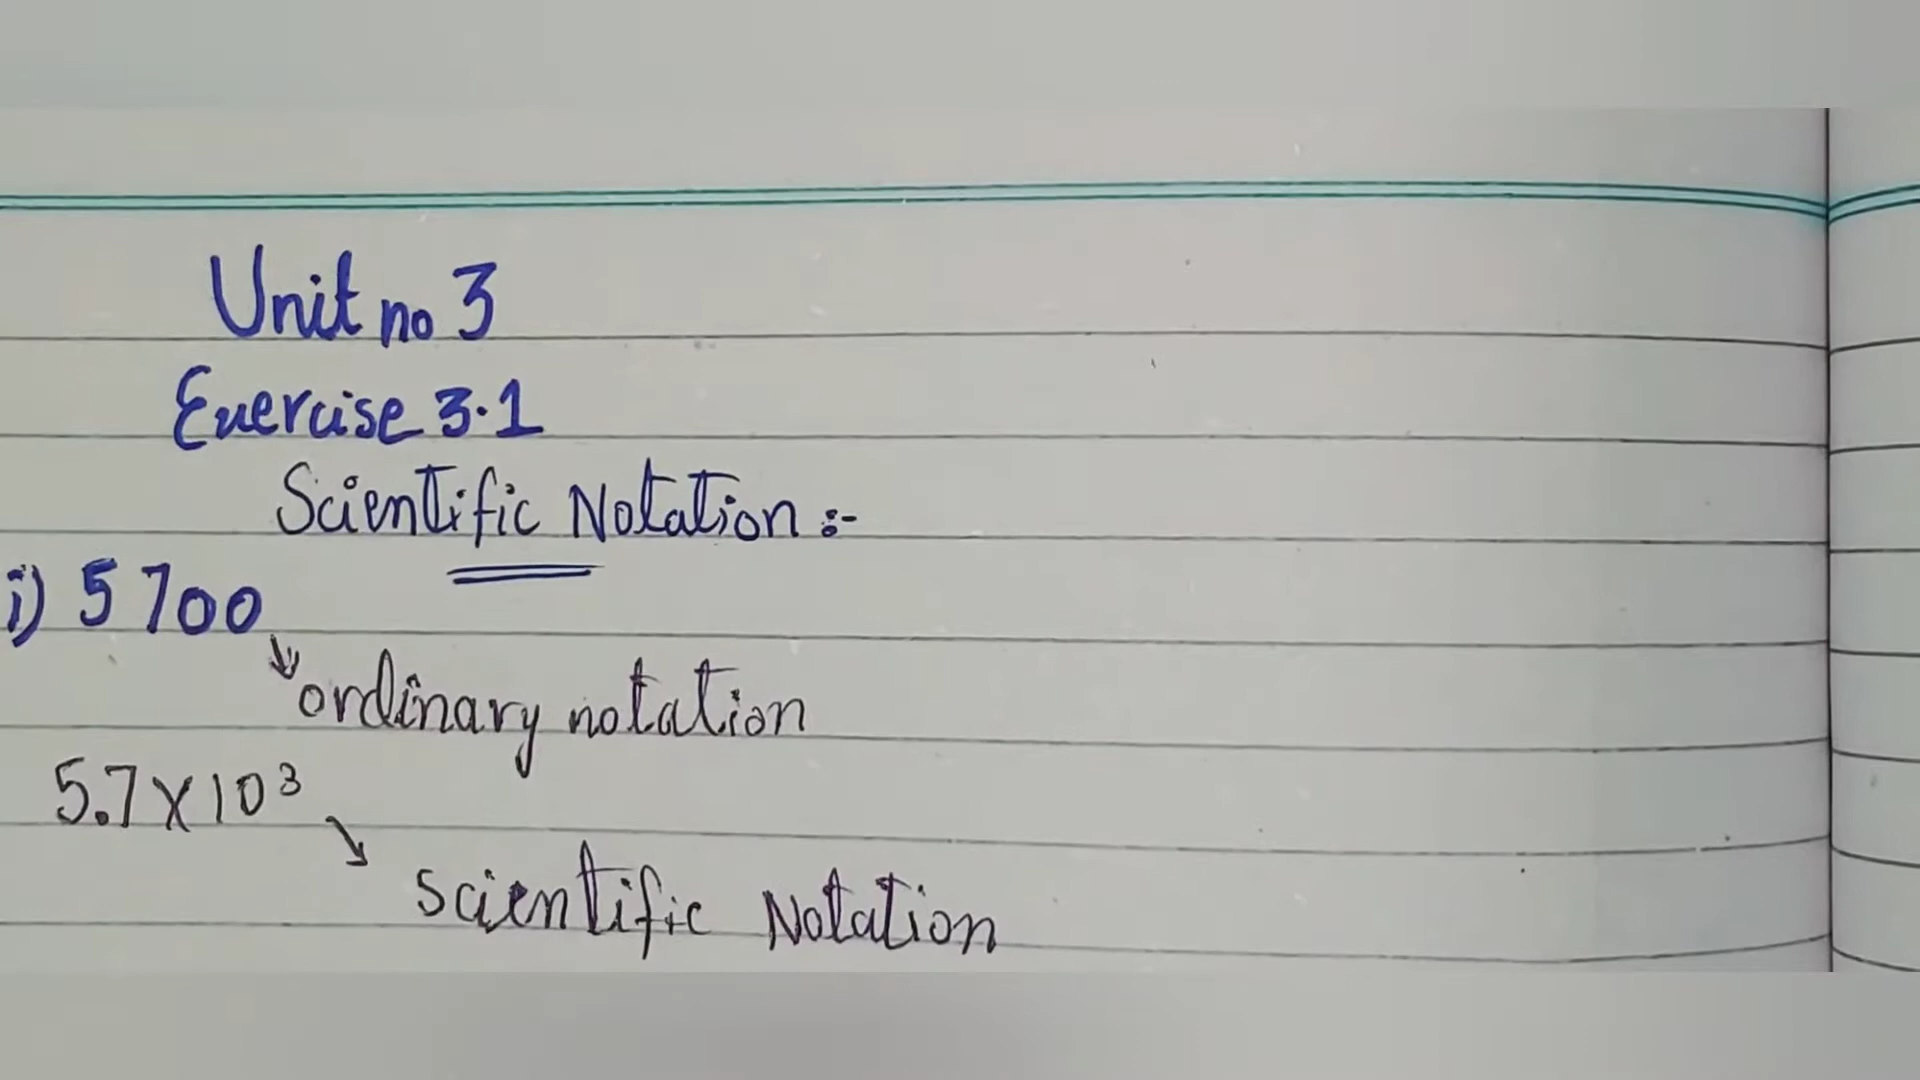 Unit no 3
Exercise 3.1
Scientific Notation :-
i) 5700
ordinary notation
5.7 X 10³
Scientific Notation